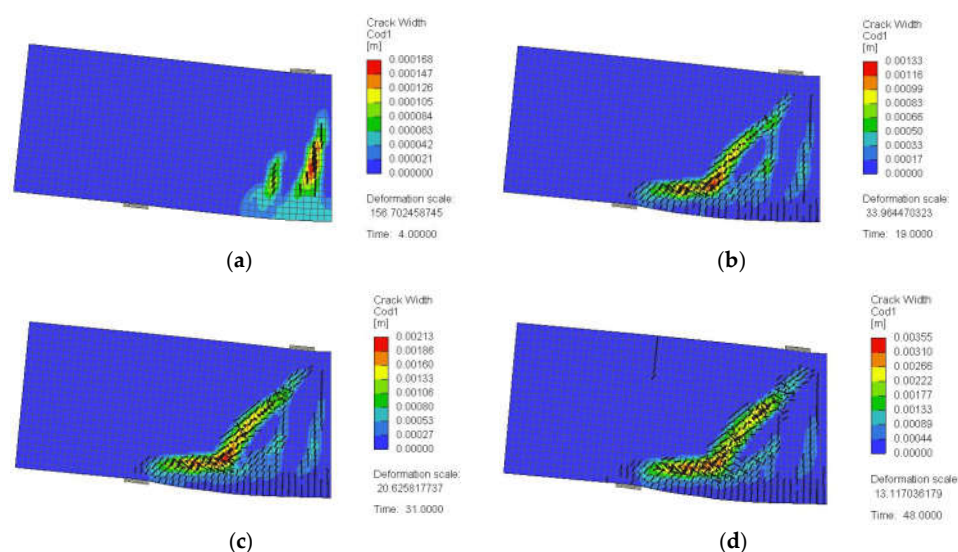 Crack Width
Cod1
[m]
0.000168
0.000147
0.000126
0.000105
0.000084
0.000063
0.000042
0.000021
0.000000
Deformation scale:
156.702458745
Time: 4.0000
(a)
Crack Width
Cod1
[m]
0.00133
0.00116
0.00099
0.00083
0.00066
0.00050
0.00033
0.00017
0.00000
Deformation scale:
33.964470323
Time: 19.0000
(b)
Crack Width
Cod1
[m]
0.00213
0.00186
0.00160
0.00133
0.00106
0.00080
0.00053
0.00027
0.00000
Deformation scale:
20.625817737
Time: 31.0000
(c)
Crack Width
Cod1
[m]
0.00355
0.00310
0.00266
0.00222
0.00177
0.00133
0.00089
0.00044
0.00000
Deformation scale:
13.117036179
Time: 48.0000
(d)